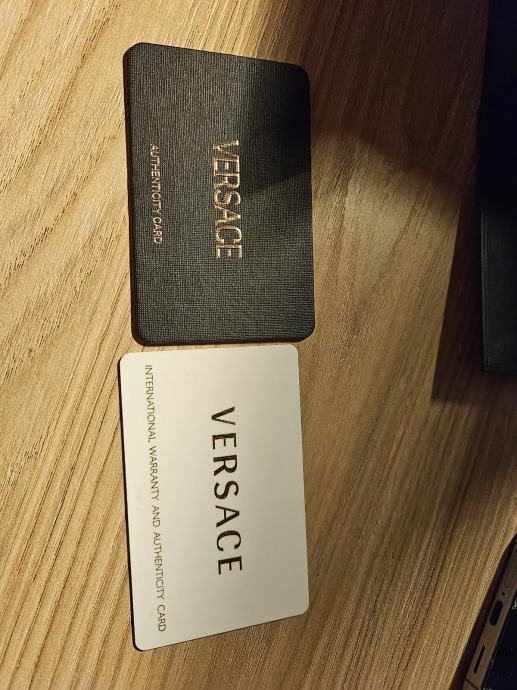 VERSACE
AUTHENTICITY CARD
VERSACE
INTERNATIONAL WARRANTY AND AUTHENTICITY CARD